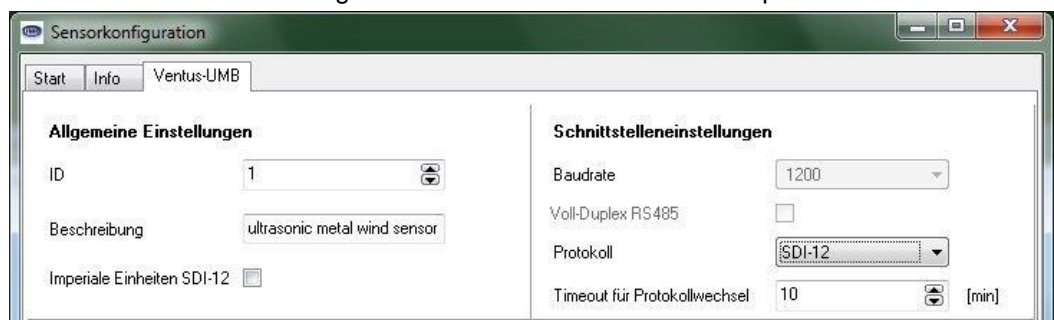 Sensorkonfiguration
Start Info Ventus-UMB
Allgemeine Einstellungen
ID 1
Beschreibung ultrasonic metal wind sensor
Imperiale Einheiten SDI-12
Schnittstelleneinstellungen
Baudrate 1200
Voll-Duplex RS485
Protokoll SDI-12
Timeout für Protokollwechsel 10 [min]